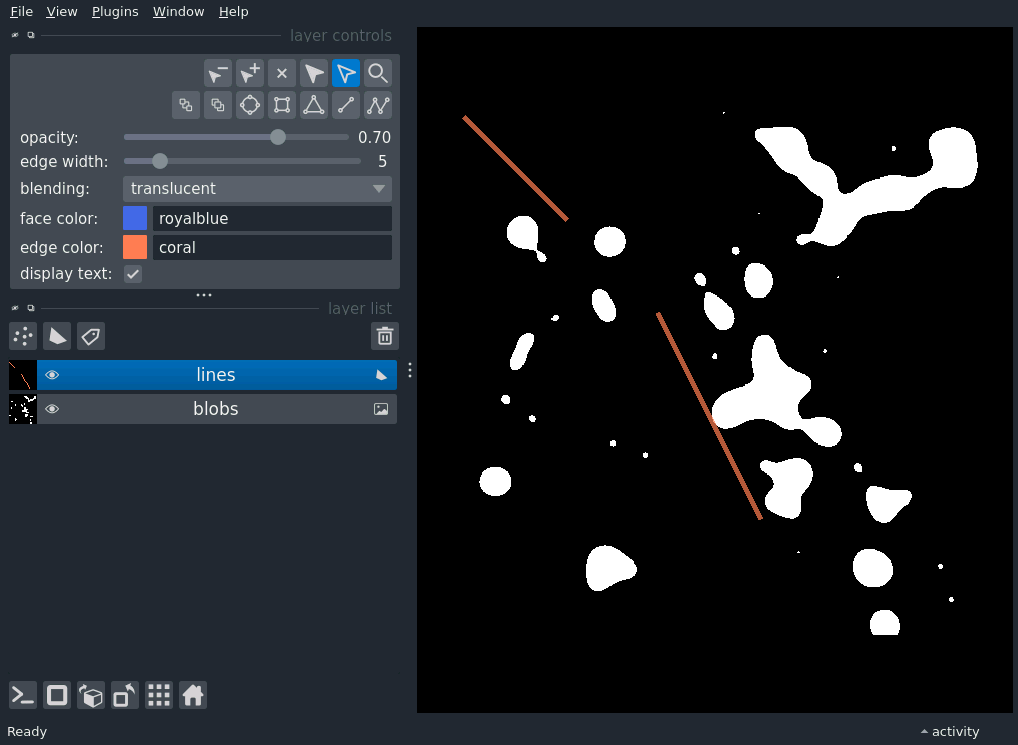 File View Plugins Window Help
layer controls
opacity: 0.70
edge width: 5
blending: translucent
face color: royalblue
edge color: coral
display text:
layer list
lines
blobs
Ready activity